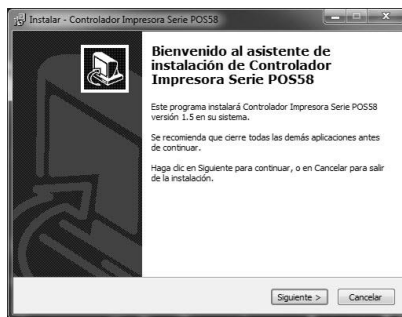 Instalar - Controlador Impresora Serie POS58
Bienvenido al asistente de
instalación de Controlador
Impresora Serie POS58
Este programa instalará Controlador Impresora Serie POS58
versión 1.5 en su sistema.
Se recomienda que cierre todas las demás aplicaciones antes
de continuar.
Haga clic en Siguiente para continuar, o en Cancelar para salir
de la instalación.
Siguiente >
Cancelar